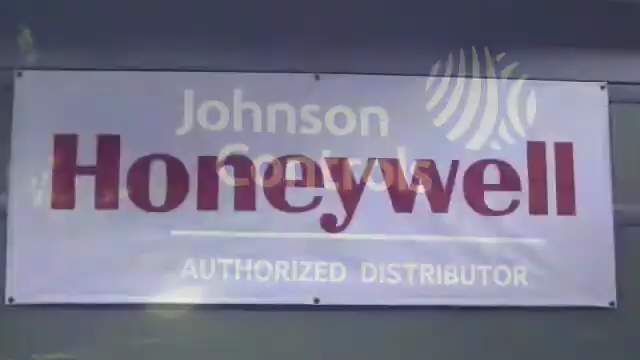 Johnson
Controls
Honeywell
AUTHORIZED DISTRIBUTOR